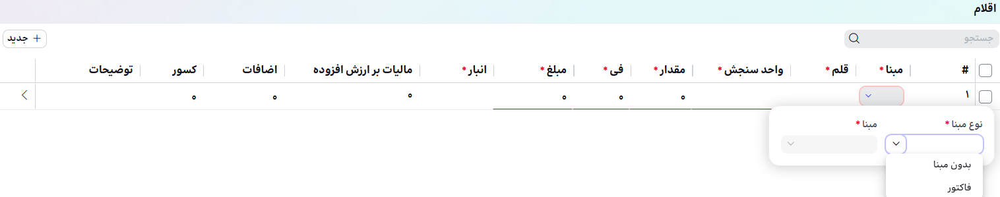 اقلام
جستجو
+ جدید
# مبنا * قلم * واحد سنجش * مقدار * فی * مبلغ * انبار * مالیات بر ارزش افزوده اضافات کسور توضیحات
۱ ۰ ۰ ۰ ۰ ۰ ۰
نوع مبنا * مبنا *
بدون مبنا
فاکتور